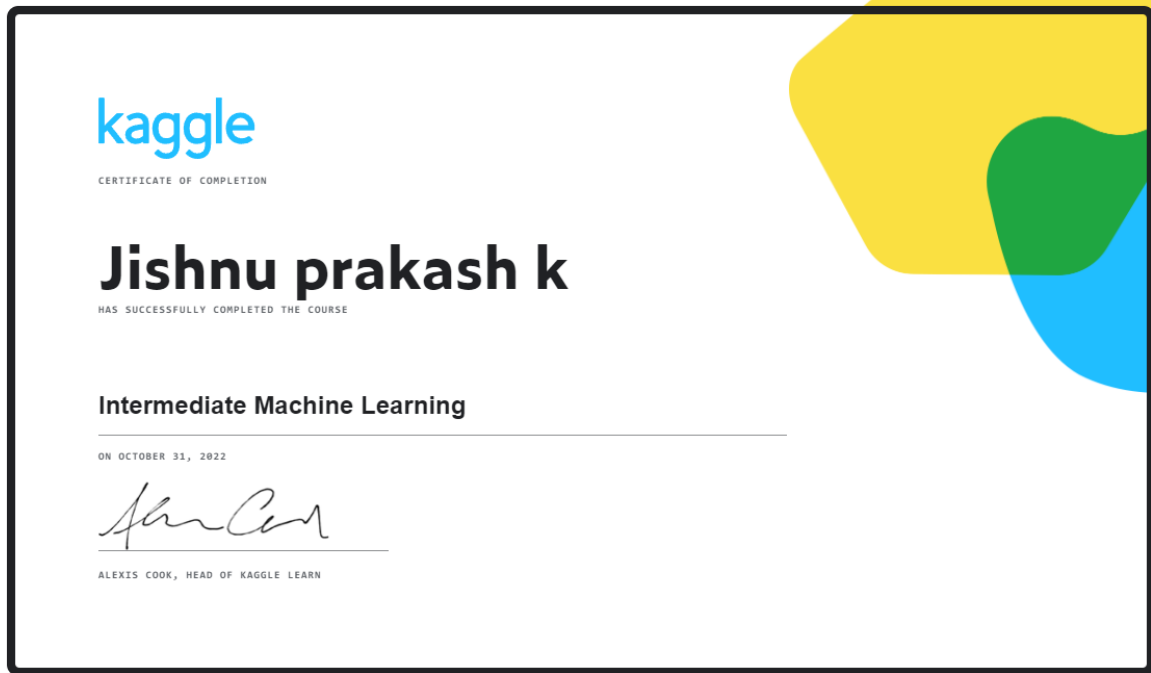 kaggle
CERTIFICATE OF COMPLETION
Jishnu prakash k
HAS SUCCESSFULLY COMPLETED THE COURSE
Intermediate Machine Learning
ON OCTOBER 31, 2022
ALEXIS COOK, HEAD OF KAGGLE LEARN